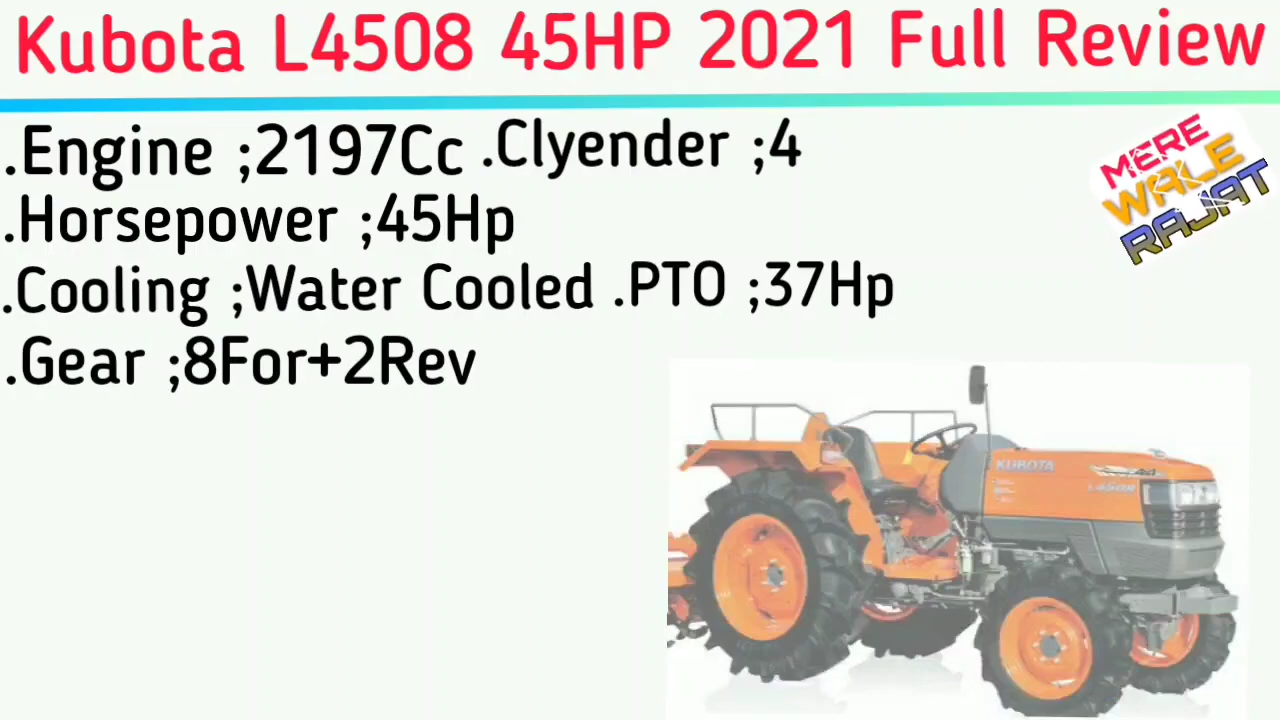 Kubota L4508 45HP 2021 Full Review
.Engine ;2197Cc .Clyender ;4
.Horsepower ;45Hp
.Cooling ;Water Cooled .PTO ;37Hp
.Gear ;8For+2Rev
MERE
WALE
RAJAT
KUBOTA
L4508